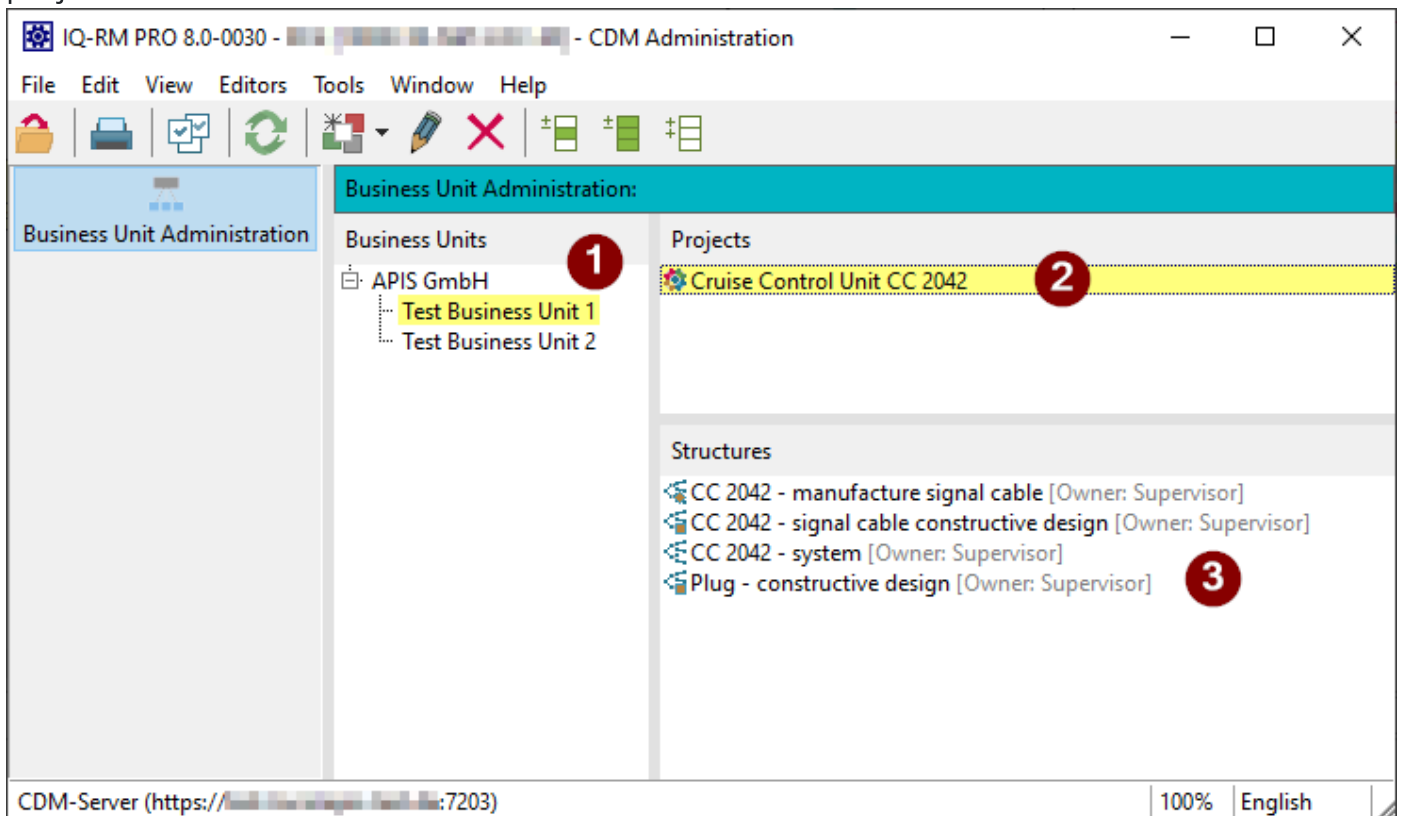 IQ-RM PRO 8.0-0030 - - CDM Administration
File Edit View Editors Tools Window Help
Business Unit Administration
Business Unit Administration:
Business Units
1
APIS GmbH
Test Business Unit 1
Test Business Unit 2
Projects
Cruise Control Unit CC 2042
2
Structures
CC 2042 - manufacture signal cable [Owner: Supervisor]
CC 2042 - signal cable constructive design [Owner: Supervisor]
CC 2042 - system [Owner: Supervisor]
Plug - constructive design [Owner: Supervisor]
3
CDM-Server (https:// :7203)
100% English